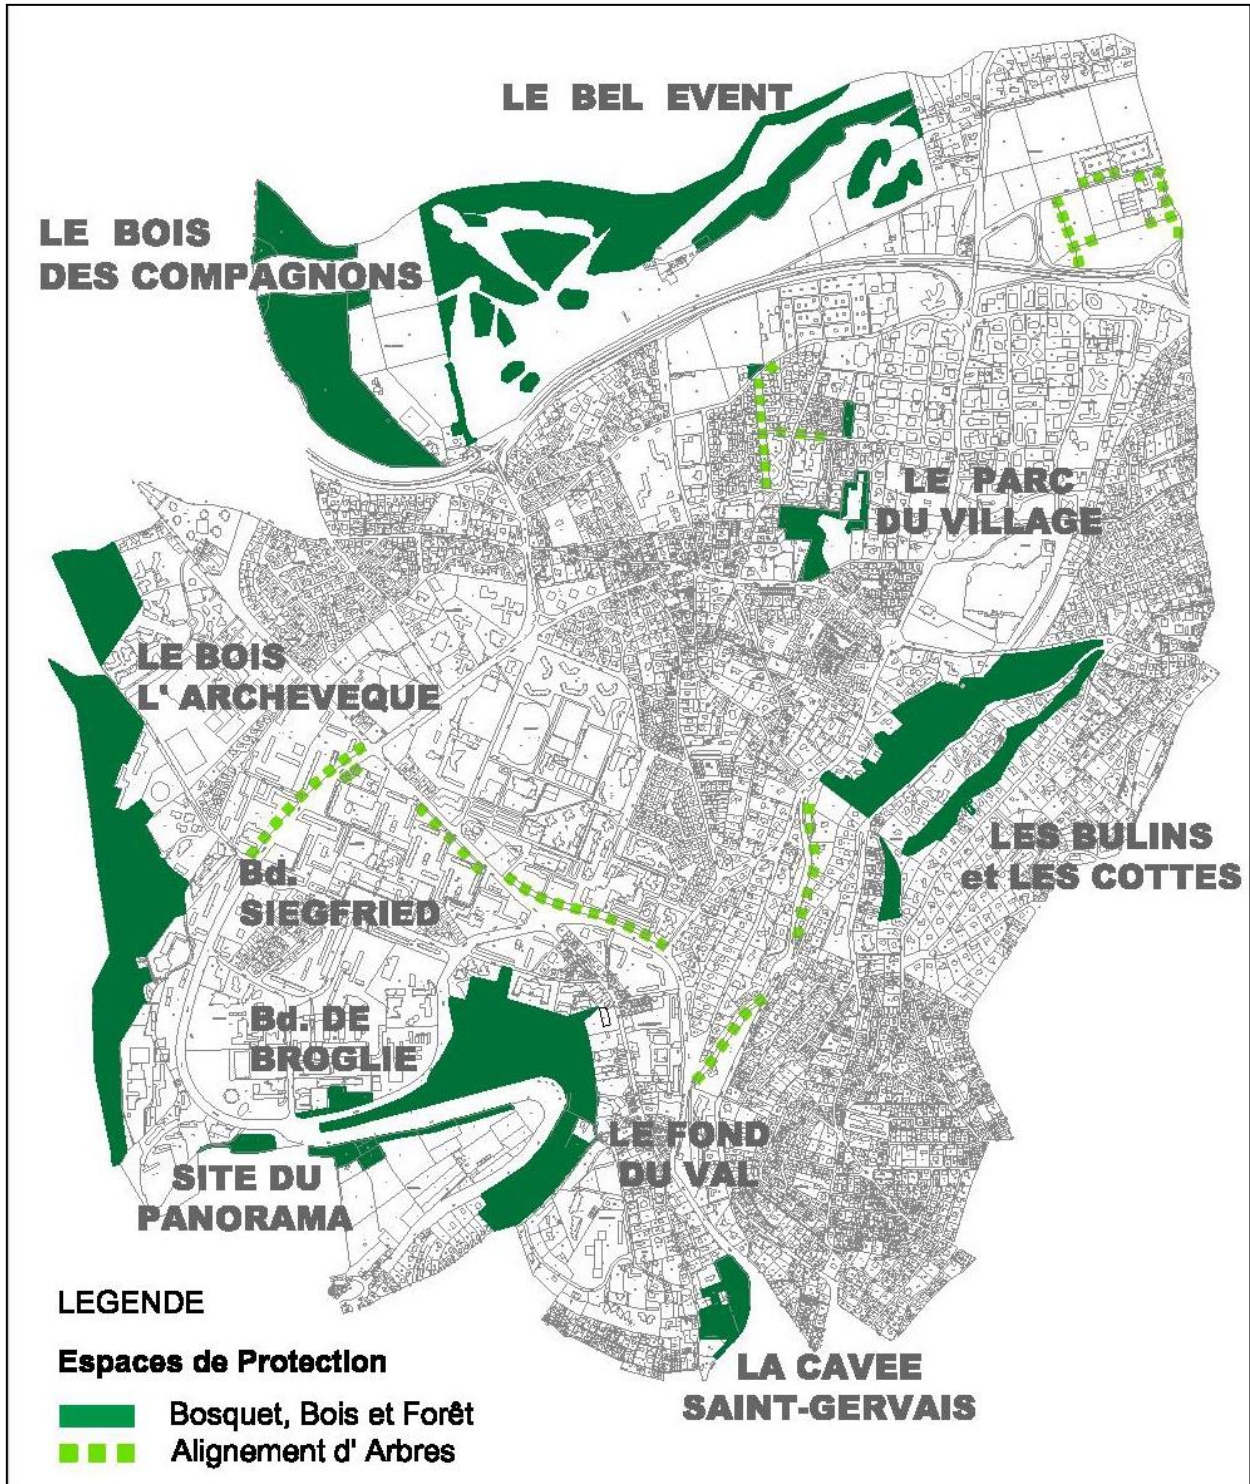 LE BEL EVENT
LE BOIS
DES COMPAGNONS
LE PARC
DU VILLAGE
LE BOIS
L' ARCHEVEQUE
LES BULINS
et LES COTTES
Bd.
SIEGFRIED
Bd. DE
BROGLIE
LE FOND
DU VAL
SITE DU
PANORAMA
LA CAVEE
SAINT-GERVAIS
LEGENDE
Espaces de Protection
Bosquet, Bois et Forêt
Alignement d' Arbres